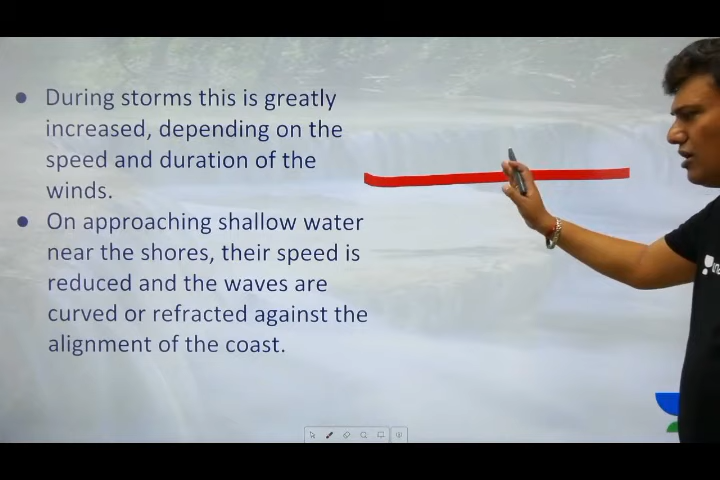 ● During storms this is greatly
increased, depending on the
speed and duration of the
winds.
● On approaching shallow water
near the shores, their speed is
reduced and the waves are
curved or refracted against the
alignment of the coast.